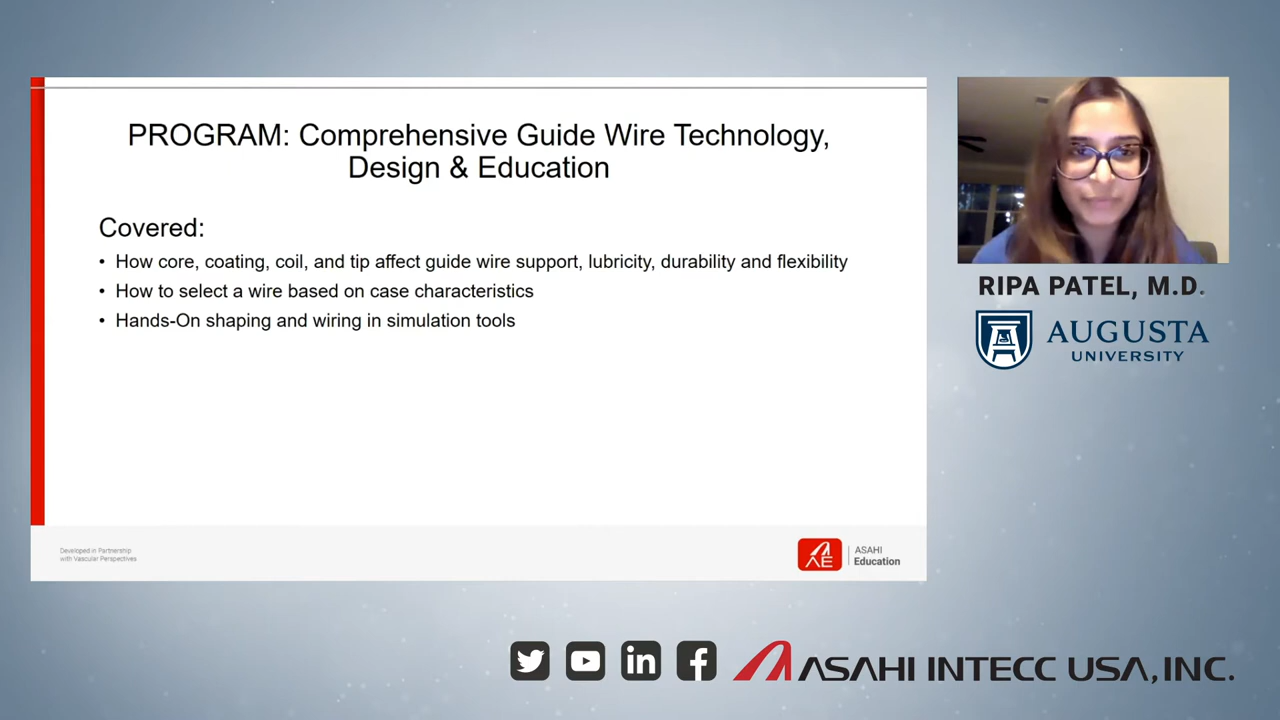 PROGRAM: Comprehensive Guide Wire Technology,
Design & Education
Covered:
• How core, coating, coil, and tip affect guide wire support, lubricity, durability and flexibility
• How to select a wire based on case characteristics
• Hands-On shaping and wiring in simulation tools
Developed in Partnership
with Vascular Perspectives
ASAHI
Education
RIPA PATEL, M.D.
AUGUSTA
UNIVERSITY
ASAHI INTECC USA, INC.